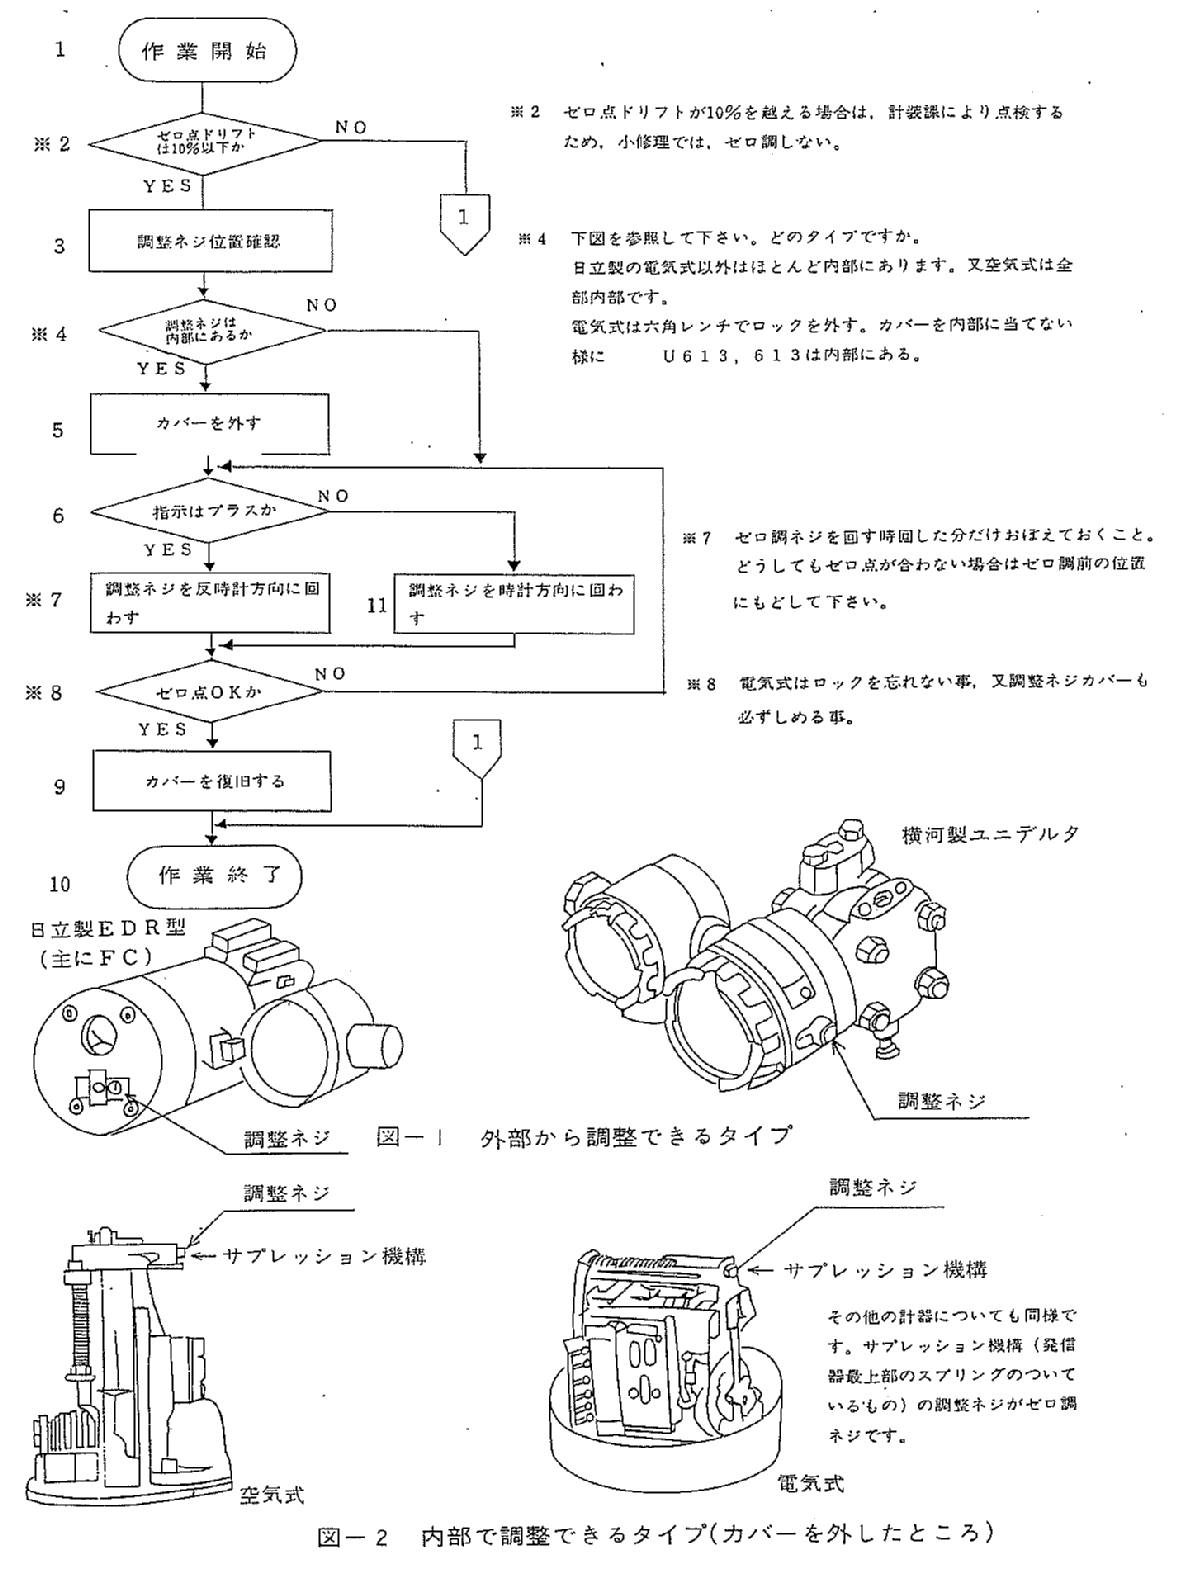 1
作業開始
※2
ゼロ点ドリフト
は10%以下か
NO
YES
1
※2 ゼロ点ドリフトが10%を越える場合は，計装課により点検する
ため，小修理では，ゼロ調しない。
3
調整ネジ位置確認
※4
調整ネジは
内部にあるか
NO
YES
※4 下図を参照して下さい。どのタイプですか。
日立製の電気式以外はほとんど内部にあります。又空気式は全
部内部です。
電気式は六角レンチでロックを外す。カバーを内部に当てない
様に U613，613は内部にある。
5
カバーを外す
6
指示はプラスか
NO
YES
※7
調整ネジを反時計方向に回
わす
11
調整ネジを時計方向に回わ
す
※7 ゼロ調ネジを回す時回した分だけおぼえておくこと。
どうしてもゼロ点が合わない場合はゼロ調前の位置
にもどして下さい。
※8
ゼロ点OKか
NO
YES
※8 電気式はロックを忘れない事，又調整ネジカバーも
必ずしめる事。
1
9
カバーを復旧する
10
作業終了
日立製EDR型
(主にFC)
横河製ユニデルタ
調整ネジ
調整ネジ
図－1 外部から調整できるタイプ
調整ネジ
サプレッション機構
空気式
調整ネジ
サプレッション機構
その他の計器についても同様で
す。サプレッション機構（発信
器最上部のスプリングのついて
いるもの）の調整ネジがゼロ調
ネジです。
電気式
図－2 内部で調整できるタイプ(カバーを外したところ)